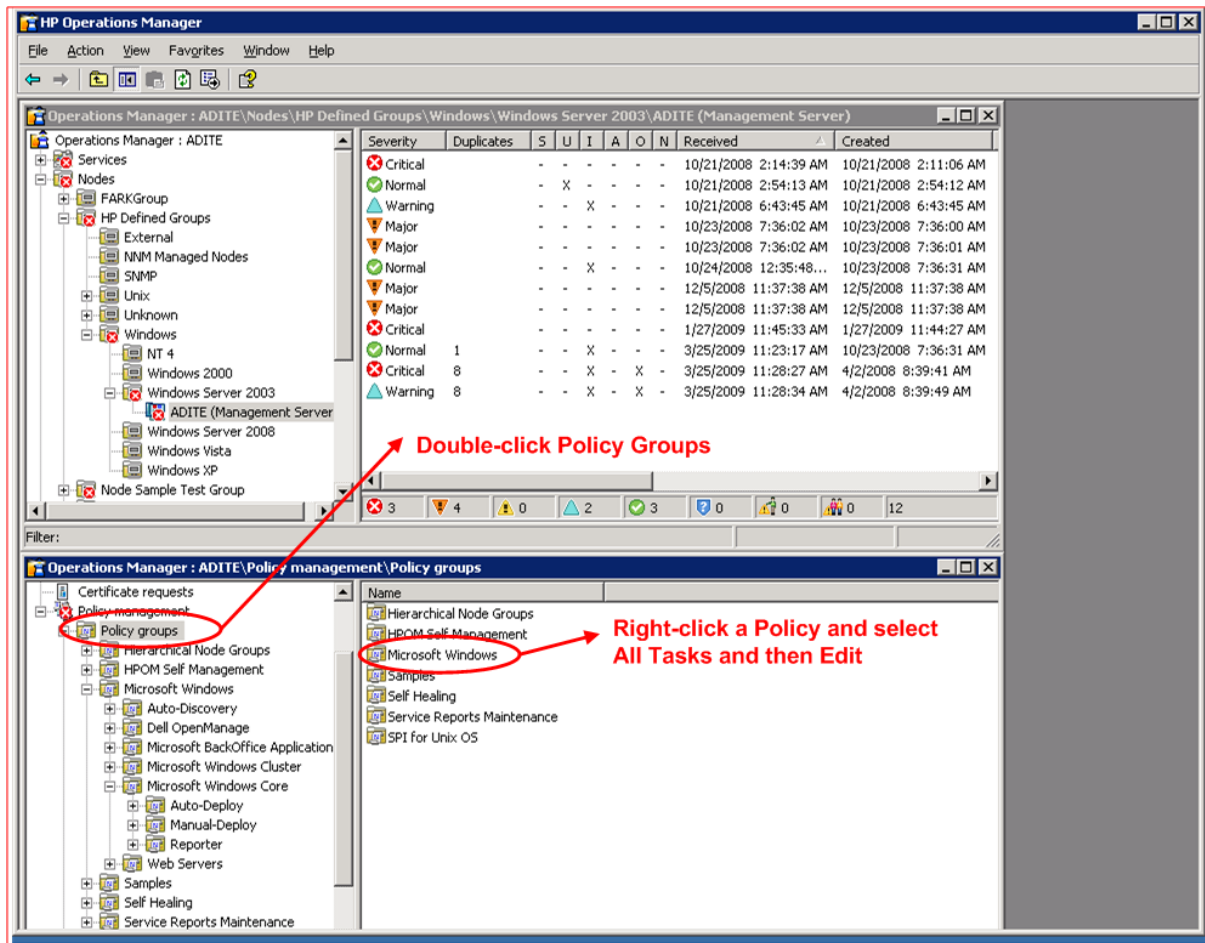 HP Operations Manager
File Action View Favorites Window Help
Operations Manager : ADITE\Nodes\HP Defined Groups\Windows\Windows Server 2003\ADITE (Management Server)
Operations Manager : ADITE
Services
Nodes
FARKGroup
HP Defined Groups
External
NNM Managed Nodes
SNMP
Unix
Unknown
Windows
NT 4
Windows 2000
Windows Server 2003
ADITE (Management Server
Windows Server 2008
Windows Vista
Windows XP
Node Sample Test Group
Severity Duplicates S U I A O N Received Created
Critical - - - - - - 10/21/2008 2:14:39 AM 10/21/2008 2:11:06 AM
Normal - X - - - - 10/21/2008 2:54:13 AM 10/21/2008 2:54:12 AM
Warning - - X - - - 10/21/2008 6:43:45 AM 10/21/2008 6:43:45 AM
Major - - - - - - 10/23/2008 7:36:02 AM 10/23/2008 7:36:00 AM
Major - - - - - - 10/23/2008 7:36:02 AM 10/23/2008 7:36:01 AM
Normal - - X - - - 10/24/2008 12:35:48... 10/23/2008 7:36:31 AM
Major - - - - - - 12/5/2008 11:37:38 AM 12/5/2008 11:37:38 AM
Major - - - - - - 12/5/2008 11:37:38 AM 12/5/2008 11:37:38 AM
Critical - - - - - - 1/27/2009 11:45:33 AM 1/27/2009 11:44:27 AM
Normal 1 - - X - - - 3/25/2009 11:23:17 AM 10/23/2008 7:36:31 AM
Critical 8 - - X - X - 3/25/2009 11:28:27 AM 4/2/2008 8:39:41 AM
Warning 8 - - X - X - 3/25/2009 11:28:34 AM 4/2/2008 8:39:49 AM
Double-click Policy Groups
3 4 0 2 3 0 0 0 12
Filter:
Operations Manager : ADITE\Policy management\Policy groups
Certificate requests
Policy management
Policy groups
Hierarchical Node Groups
HPOM Self Management
Microsoft Windows
Auto-Discovery
Dell OpenManage
Microsoft BackOffice Application
Microsoft Windows Cluster
Microsoft Windows Core
Auto-Deploy
Manual-Deploy
Reporter
Web Servers
Samples
Self Healing
Service Reports Maintenance
Name
Hierarchical Node Groups
HPOM Self Management
Microsoft Windows
Samples
Self Healing
Service Reports Maintenance
SPI for Unix OS
Right-click a Policy and select
All Tasks and then Edit